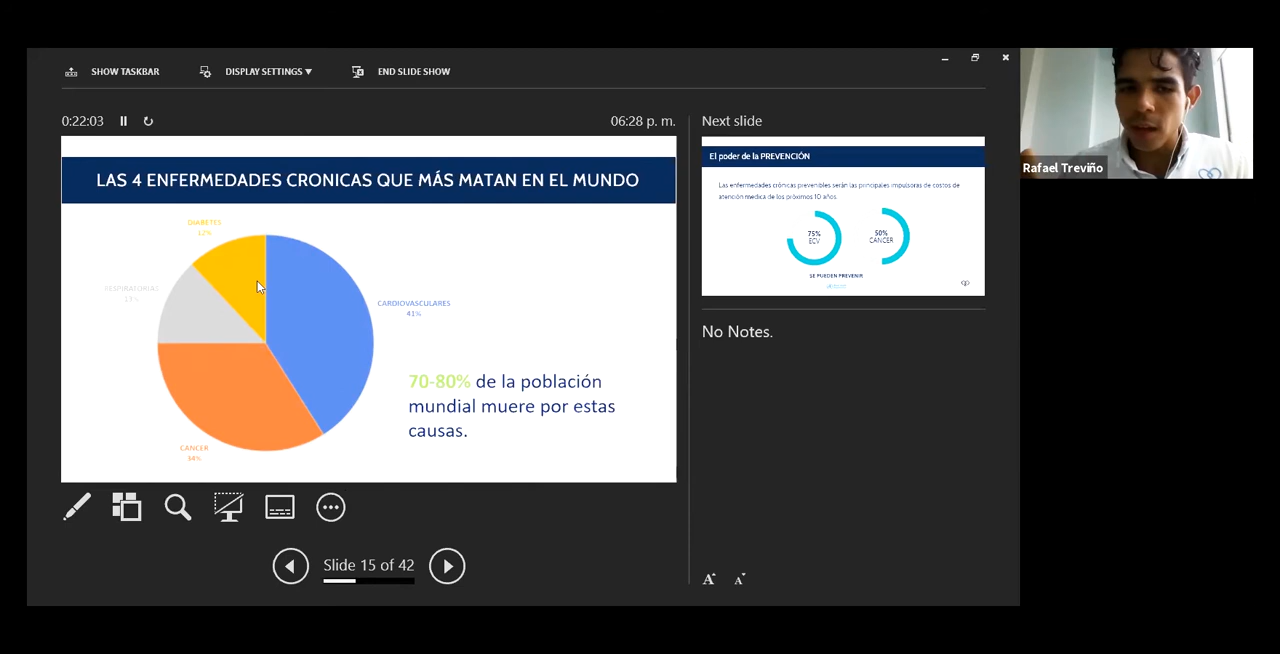 SHOW TASKBAR
DISPLAY SETTINGS ▼
END SLIDE SHOW
0:22:03
06:28 p. m.
LAS 4 ENFERMEDADES CRONICAS QUE MÁS MATAN EN EL MUNDO
DIABETES
12%
RESPIRATORIAS
13%
CARDIOVASCULARES
41%
70-80% de la población
mundial muere por estas
causas.
CANCER
34%
Slide 15 of 42
Next slide
El poder de la PREVENCIÓN
Las enfermedades crónicas prevenibles serán las principales impulsoras de costos de
atención medica de los próximos 10 años.
75%
ECV
50%
CANCER
SE PUEDEN PREVENIR
No Notes.
A
A
Rafael Treviño